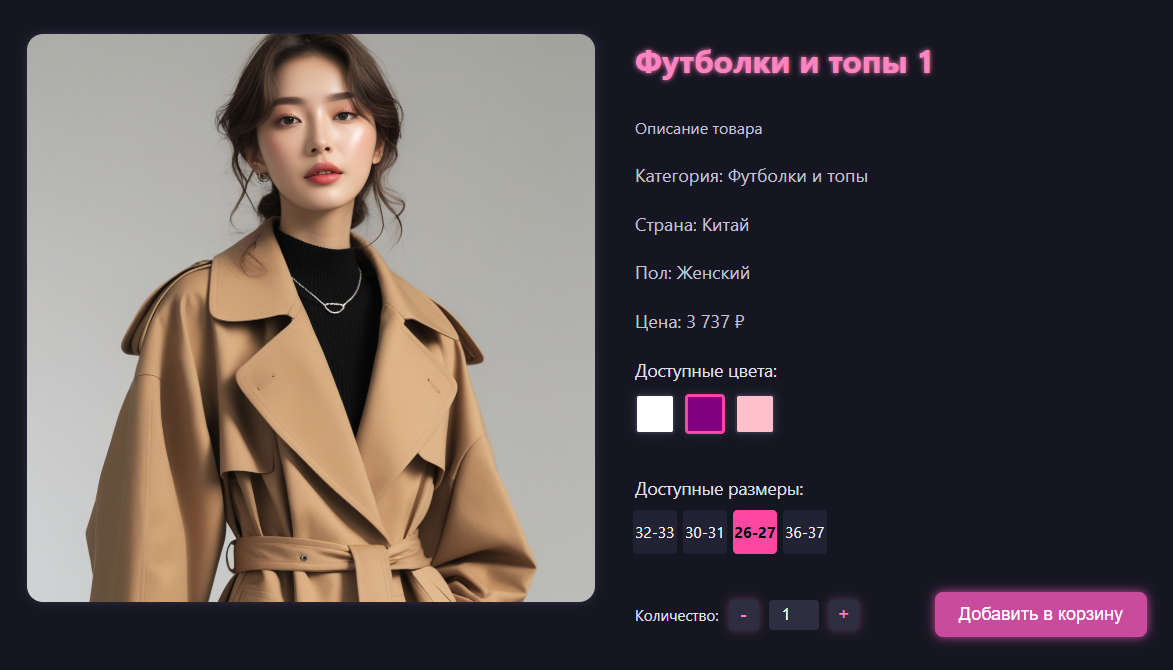 Футболки и топы 1
Описание товара
Категория: Футболки и топы
Страна: Китай
Пол: Женский
Цена: 3 737 ₽
Доступные цвета:
Доступные размеры:
32-33 30-31 26-27 36-37
Количество: - 1 + Добавить в корзину